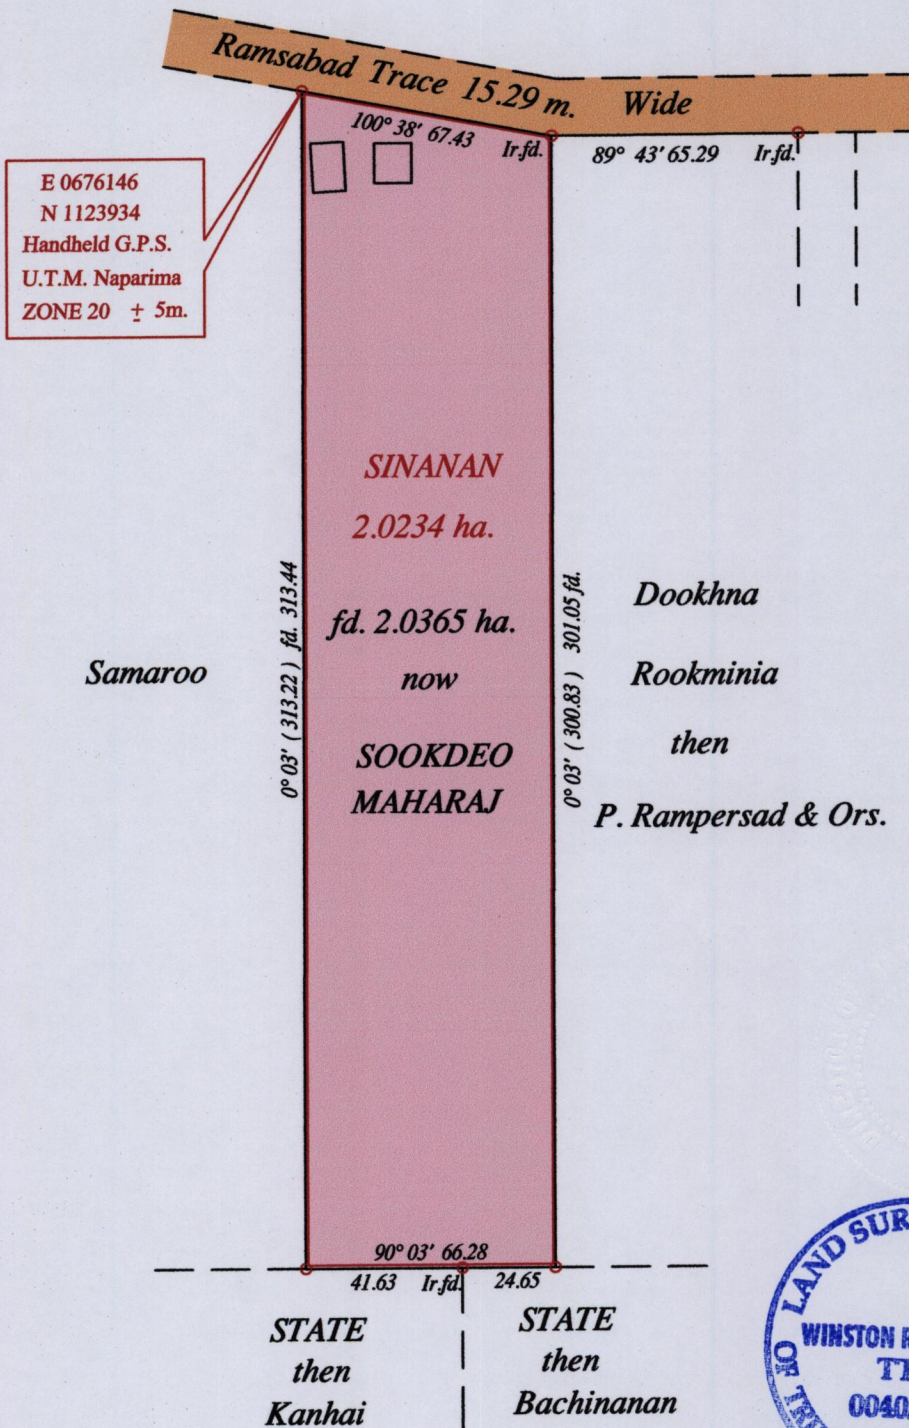 Ramsabad Trace 15.29 m. Wide
100° 38' 67.43
Ir.fd.
89° 43' 65.29
Ir.fd.
E 0676146
N 1123934
Handheld G.P.S.
U.T.M. Naparima
ZONE 20 ± 5m.
SINANAN
2.0234 ha.
fd. 2.0365 ha.
now
SOOKDEO
MAHARAJ
0° 03' ( 313.22 ) fd. 313.44
0° 03' ( 300.83 ) 301.05 fd.
Samaroo
Dookhna
Rookminia
then
P. Rampersad & Ors.
90° 03' 66.28
41.63
Ir.fd.
24.65
STATE
then
Kanhai
STATE
then
Bachinanan
LAND SUR
WINSTON
OF
0040